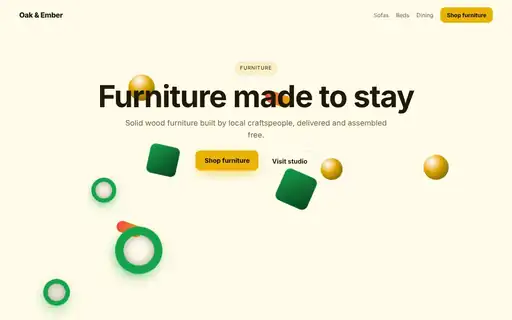 Oak & Ember
Sofas Beds Dining Shop furniture
FURNITURE
Furniture made to stay
Solid wood furniture built by local craftspeople, delivered and assembled
free.
Shop furniture Visit studio